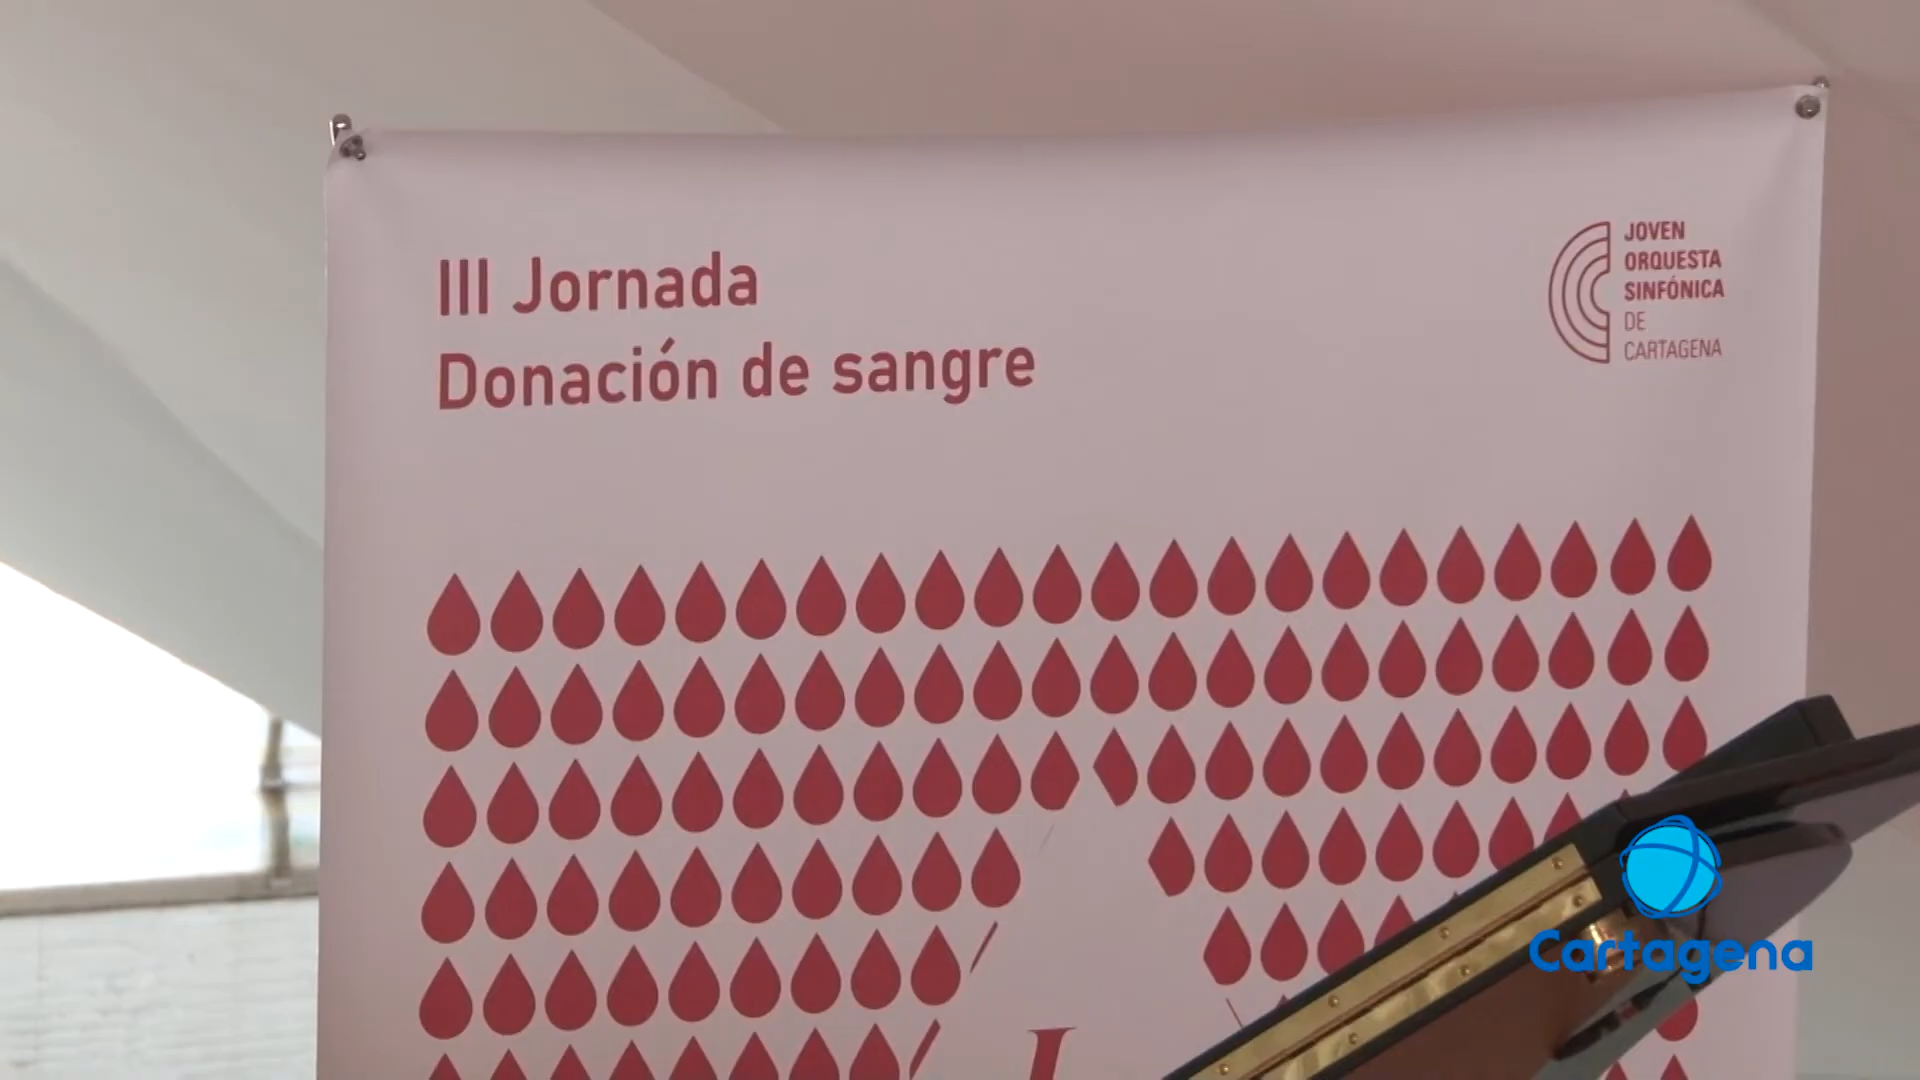 III Jornada
Donación de sangre
JOVEN
ORQUESTA
SINFÓNICA
DE
CARTAGENA
Cartagena